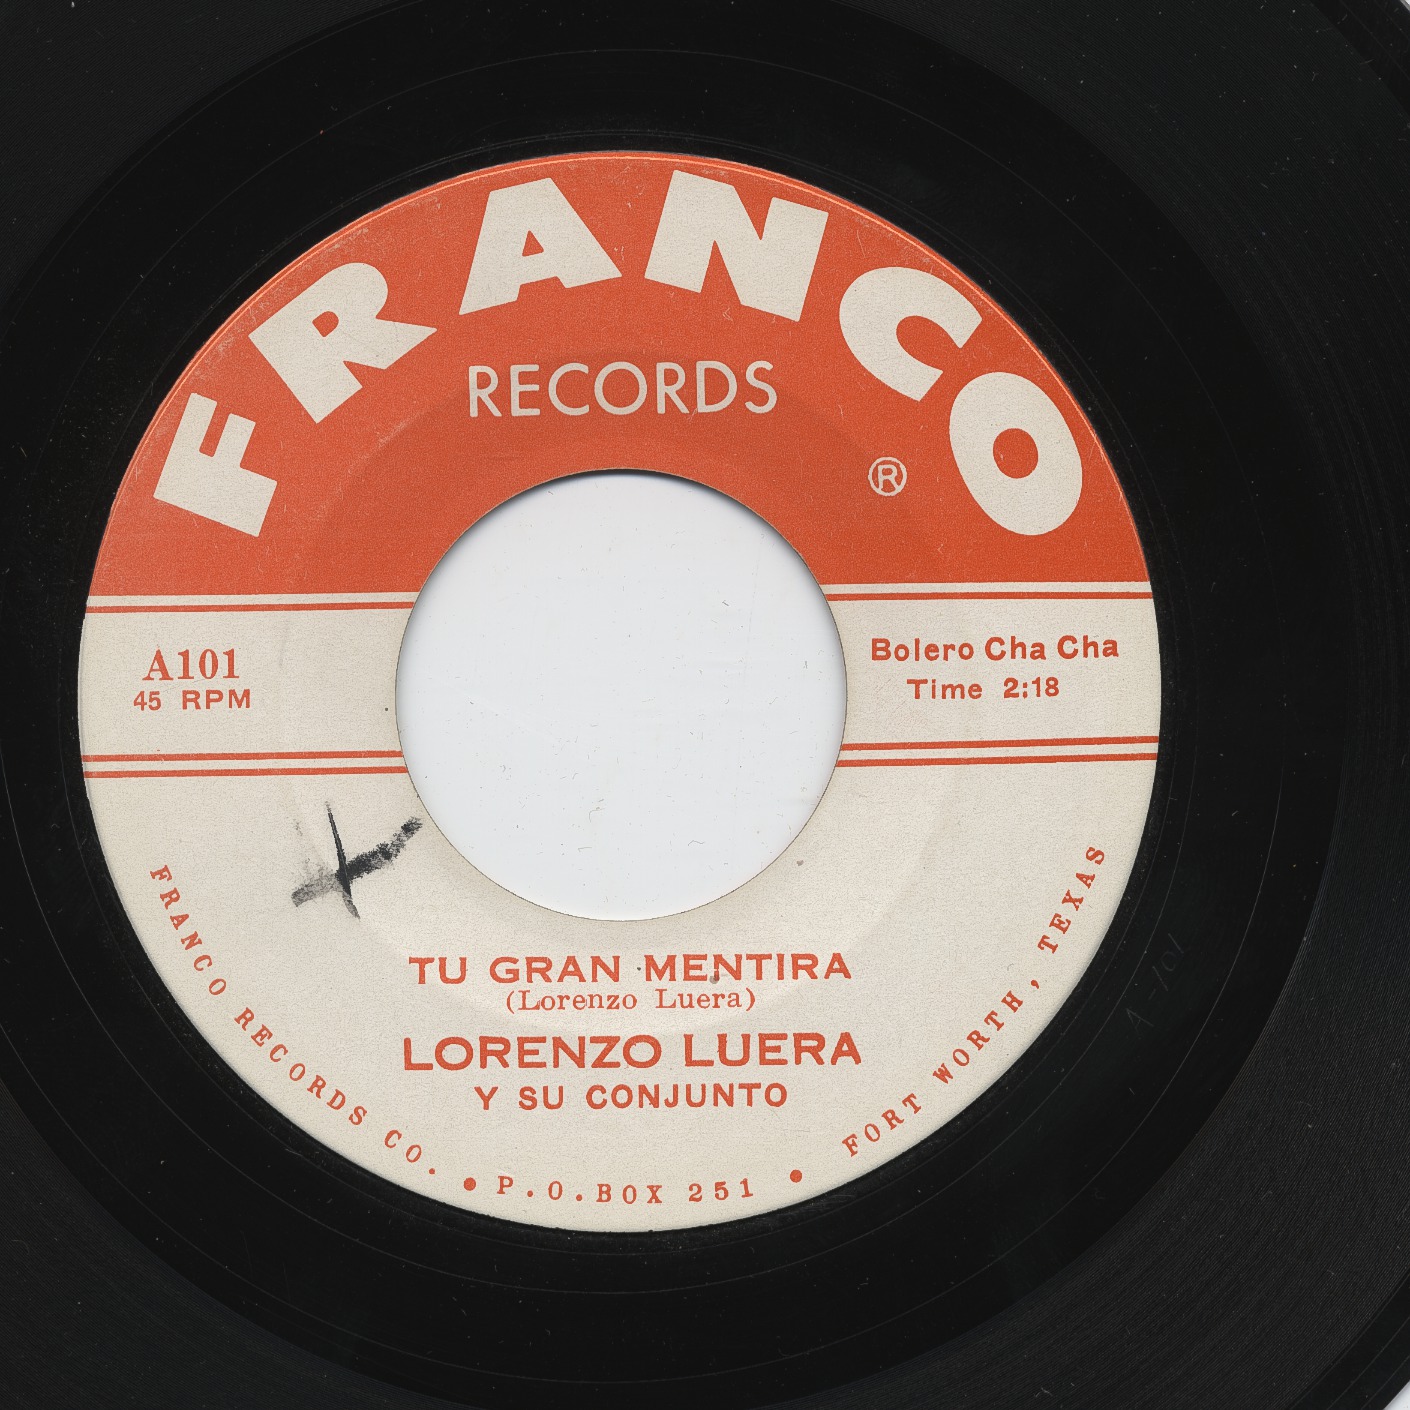 FRANCO
RECORDS
®
A101
45 RPM
Bolero Cha Cha
Time 2:18
TU GRAN MENTIRA
(Lorenzo Luera)
LORENZO LUERA
Y SU CONJUNTO
FRANCO RECORDS CO. • P.O.BOX 251 • FORT WORTH, TEXAS
A-101